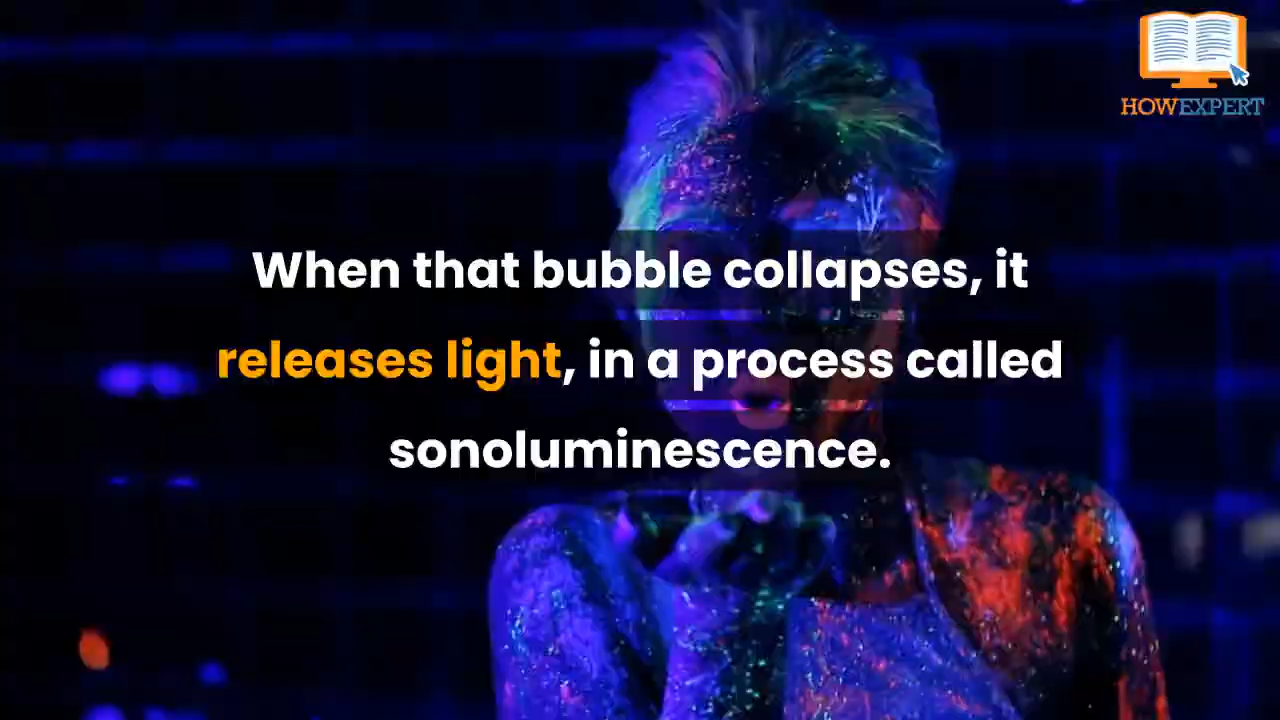 HOWEXPERT
When that bubble collapses, it
releases light, in a process called
sonoluminescence.